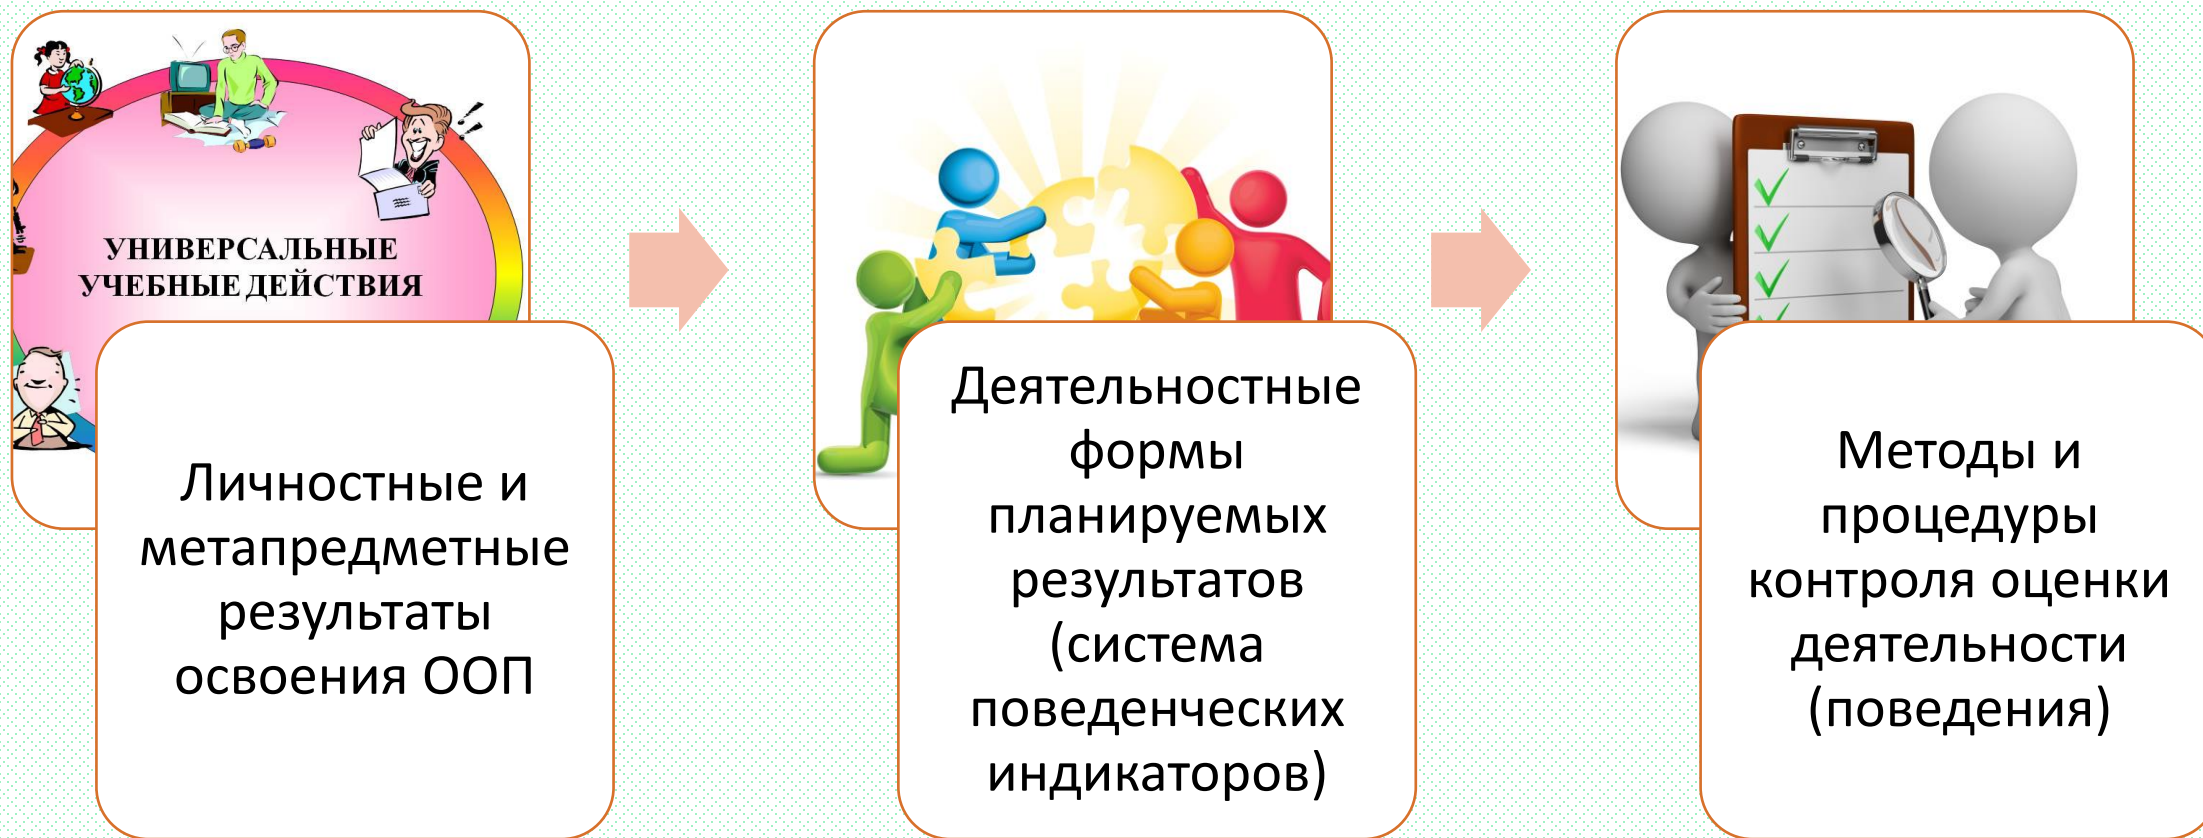 УНИВЕРСАЛЬНЫЕ
УЧЕБНЫЕ ДЕЙСТВИЯ
Личностные и
метапредметные
результаты
освоения ООП
Деятельностные
формы
планируемых
результатов
(система
поведенческих
индикаторов)
Методы и
процедуры
контроля оценки
деятельности
(поведения)